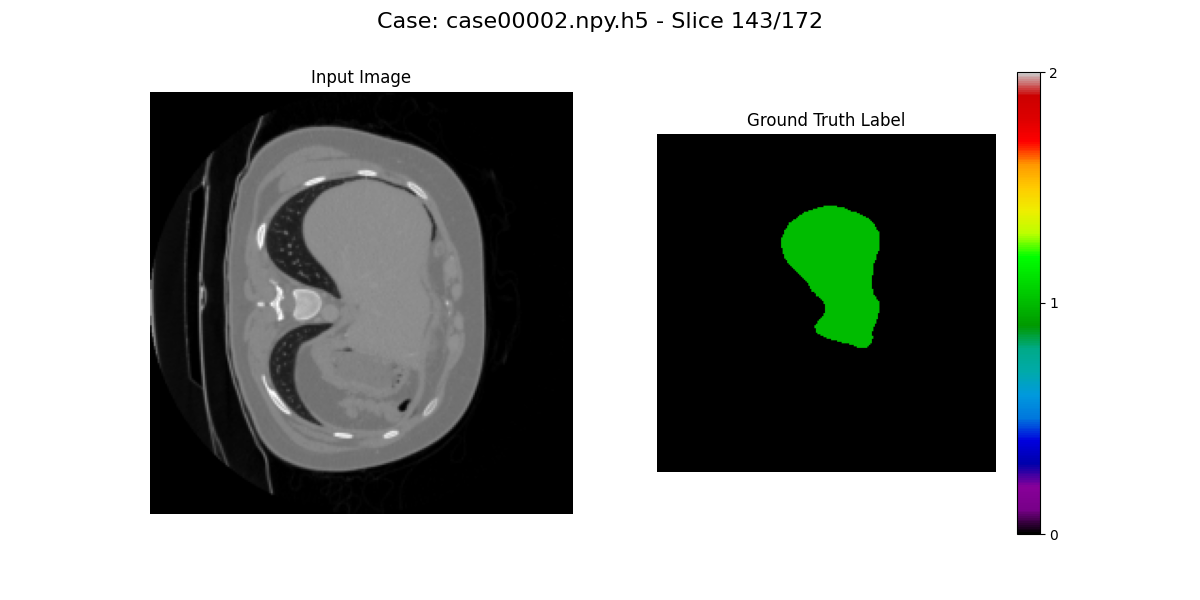 Case: case00002.npy.h5 - Slice 143/172
Input Image
Ground Truth Label
2
1
0